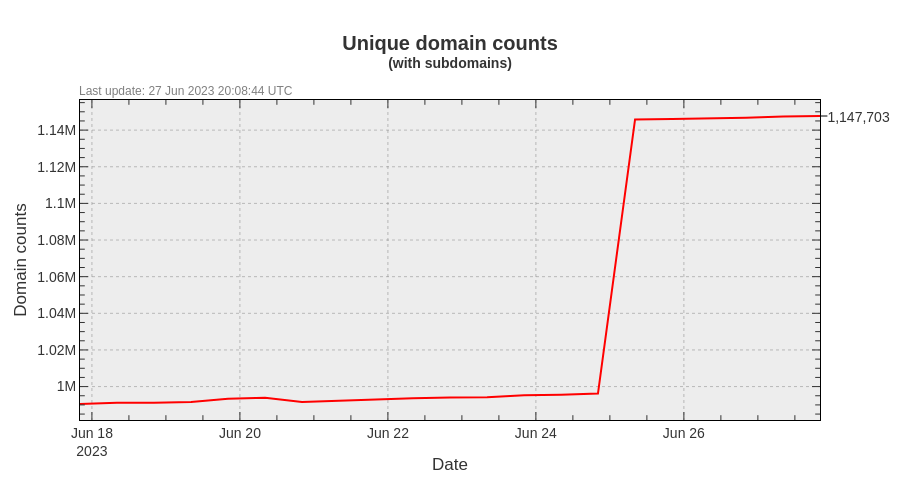 Unique domain counts
(with subdomains)
Last update: 27 Jun 2023 20:08:44 UTC
1,147,703
1.14M
1.12M
1.1M
1.08M
1.06M
1.04M
1.02M
1M
Domain counts
Jun 18 Jun 20 Jun 22 Jun 24 Jun 26
2023
Date